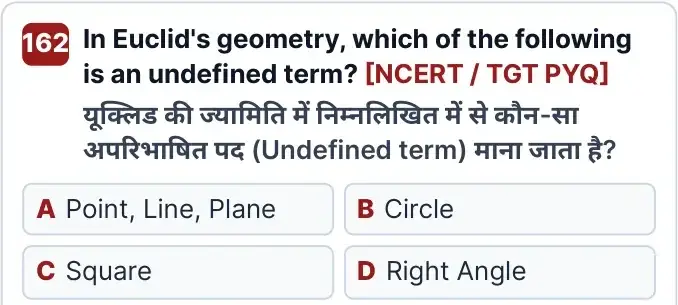 162 In Euclid's geometry, which of the following
is an undefined term? [NCERT / TGT PYQ]
यूक्लिड की ज्यामिति में निम्नलिखित में से कौन-सा
अपरिभाषित पद (Undefined term) माना जाता है?
A Point, Line, Plane
B Circle
C Square
D Right Angle